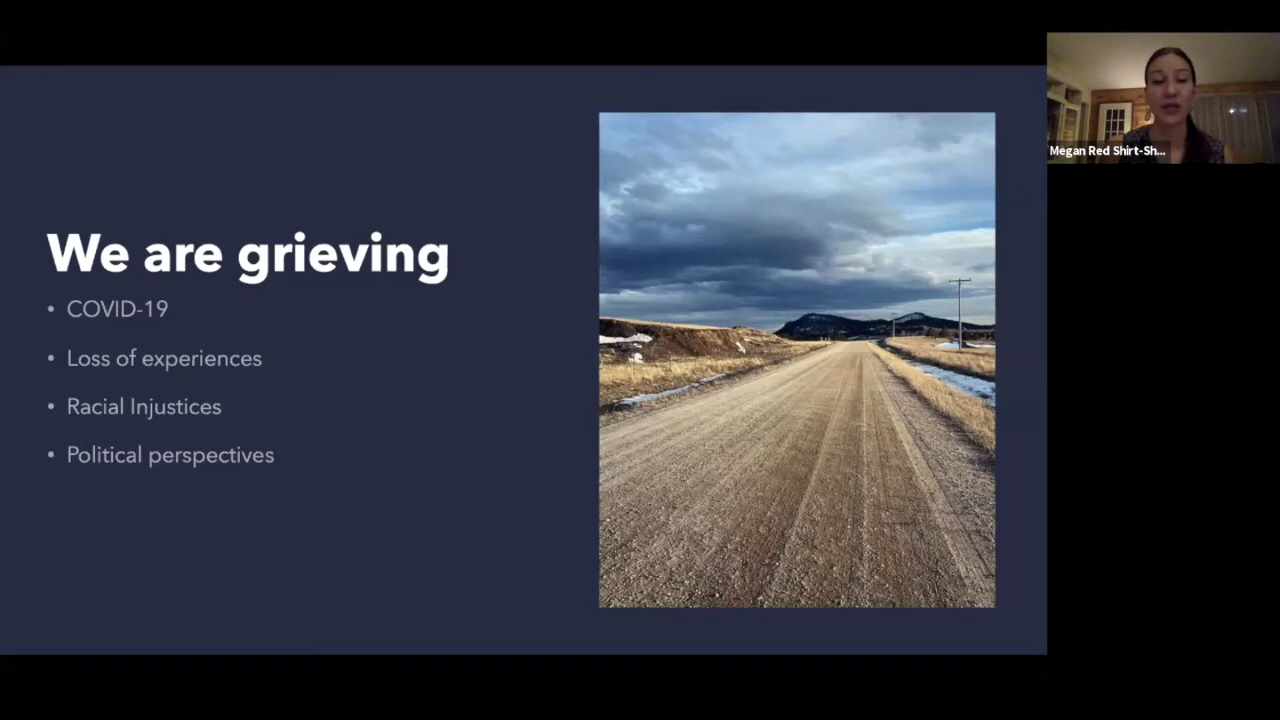 We are grieving
• COVID-19
• Loss of experiences
• Racial Injustices
• Political perspectives
Megan Red Shirt-Sh...